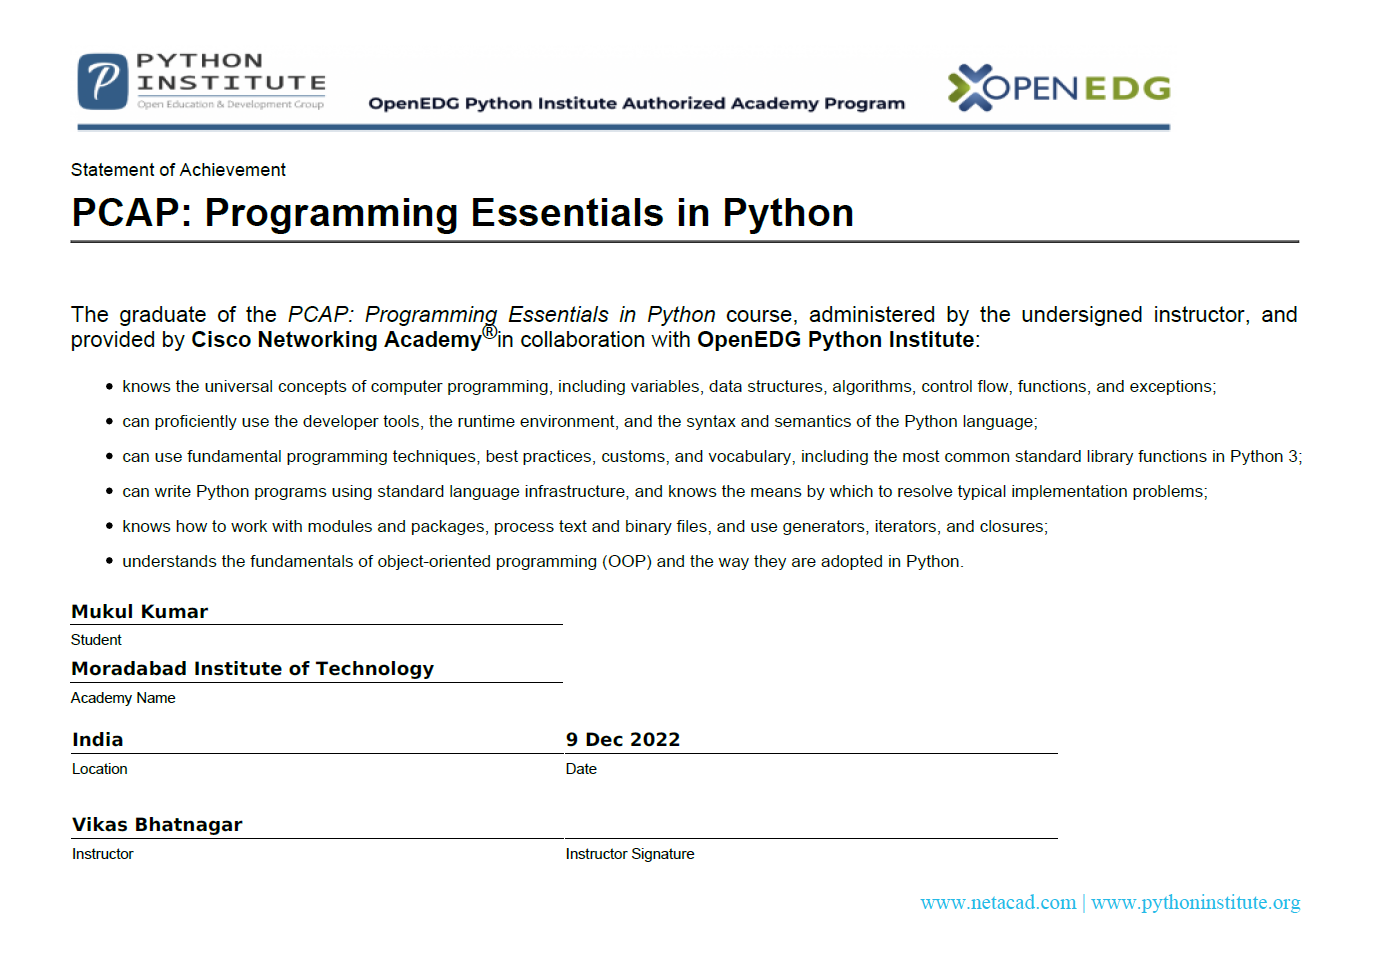 PYTHON
INSTITUTE
Open Education & Development Group
OpenEDG Python Institute Authorized Academy Program
OPENEDG
Statement of Achievement
PCAP: Programming Essentials in Python
The graduate of the PCAP: Programming Essentials in Python course, administered by the undersigned instructor, and
provided by Cisco Networking Academy®in collaboration with OpenEDG Python Institute:
• knows the universal concepts of computer programming, including variables, data structures, algorithms, control flow, functions, and exceptions;
• can proficiently use the developer tools, the runtime environment, and the syntax and semantics of the Python language;
• can use fundamental programming techniques, best practices, customs, and vocabulary, including the most common standard library functions in Python 3;
• can write Python programs using standard language infrastructure, and knows the means by which to resolve typical implementation problems;
• knows how to work with modules and packages, process text and binary files, and use generators, iterators, and closures;
• understands the fundamentals of object-oriented programming (OOP) and the way they are adopted in Python.
Mukul Kumar
Student
Moradabad Institute of Technology
Academy Name
India
Location
9 Dec 2022
Date
Vikas Bhatnagar
Instructor
Instructor Signature
www.netacad.com | www.pythoninstitute.org